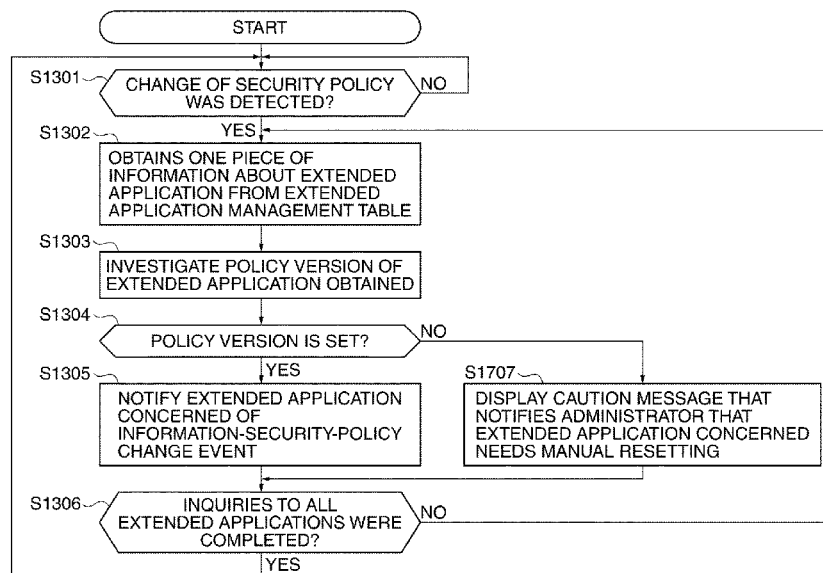 START
S1301
CHANGE OF SECURITY POLICY
WAS DETECTED?
NO
YES
S1302
OBTAINS ONE PIECE OF
INFORMATION ABOUT EXTENDED
APPLICATION FROM EXTENDED
APPLICATION MANAGEMENT TABLE
S1303
INVESTIGATE POLICY VERSION OF
EXTENDED APPLICATION OBTAINED
S1304
POLICY VERSION IS SET?
NO
YES
S1305
NOTIFY EXTENDED APPLICATION
CONCERNED OF
INFORMATION-SECURITY-POLICY
CHANGE EVENT
S1707
DISPLAY CAUTION MESSAGE THAT
NOTIFIES ADMINISTRATOR THAT
EXTENDED APPLICATION CONCERNED
NEEDS MANUAL RESETTING
S1306
INQUIRIES TO ALL
EXTENDED APPLICATIONS WERE
COMPLETED?
NO
YES